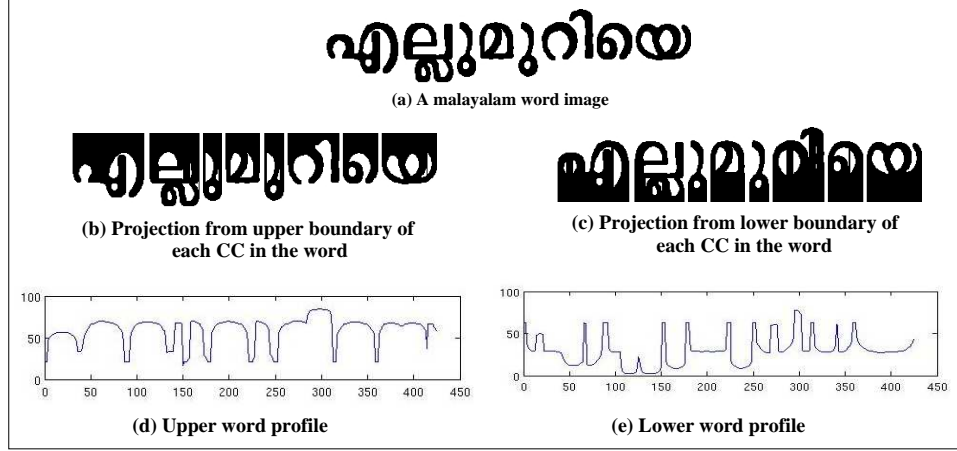 എല്ലുമുറിയെ
(a) A malayalam word image
എല്ലുമുറിയെ
എല്ലുമുറിയെ
(b) Projection from upper boundary of
each CC in the word
(c) Projection from lower boundary of
each CC in the word
100
50
0
0 50 100 150 200 250 300 350 400 450
(d) Upper word profile
100
50
0
0 50 100 150 200 250 300 350 400 450
(e) Lower word profile